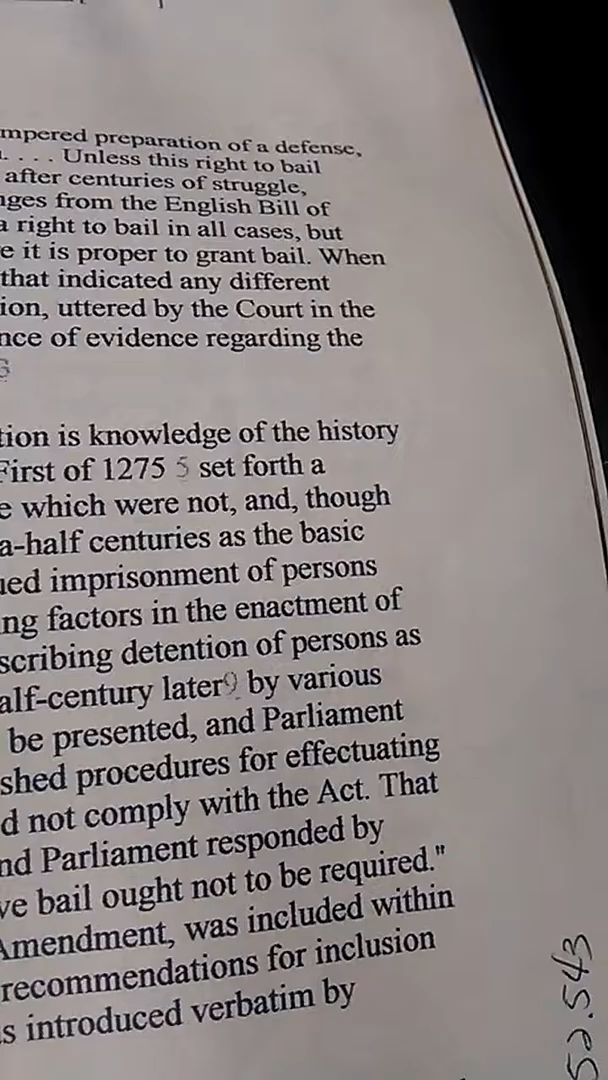 mpered preparation of a defense,
. . . . Unless this right to bail
after centuries of struggle,
nges from the English Bill of
a right to bail in all cases, but
e it is proper to grant bail. When
that indicated any different
ion, uttered by the Court in the
nce of evidence regarding the
tion is knowledge of the history
First of 1275 5 set forth a
e which were not, and, though
a-half centuries as the basic
ued imprisonment of persons
ng factors in the enactment of
scribing detention of persons as
alf-century later9 by various
be presented, and Parliament
shed procedures for effectuating
d not comply with the Act. That
nd Parliament responded by
ve bail ought not to be required."
Amendment, was included within
recommendations for inclusion
s introduced verbatim by
52.543